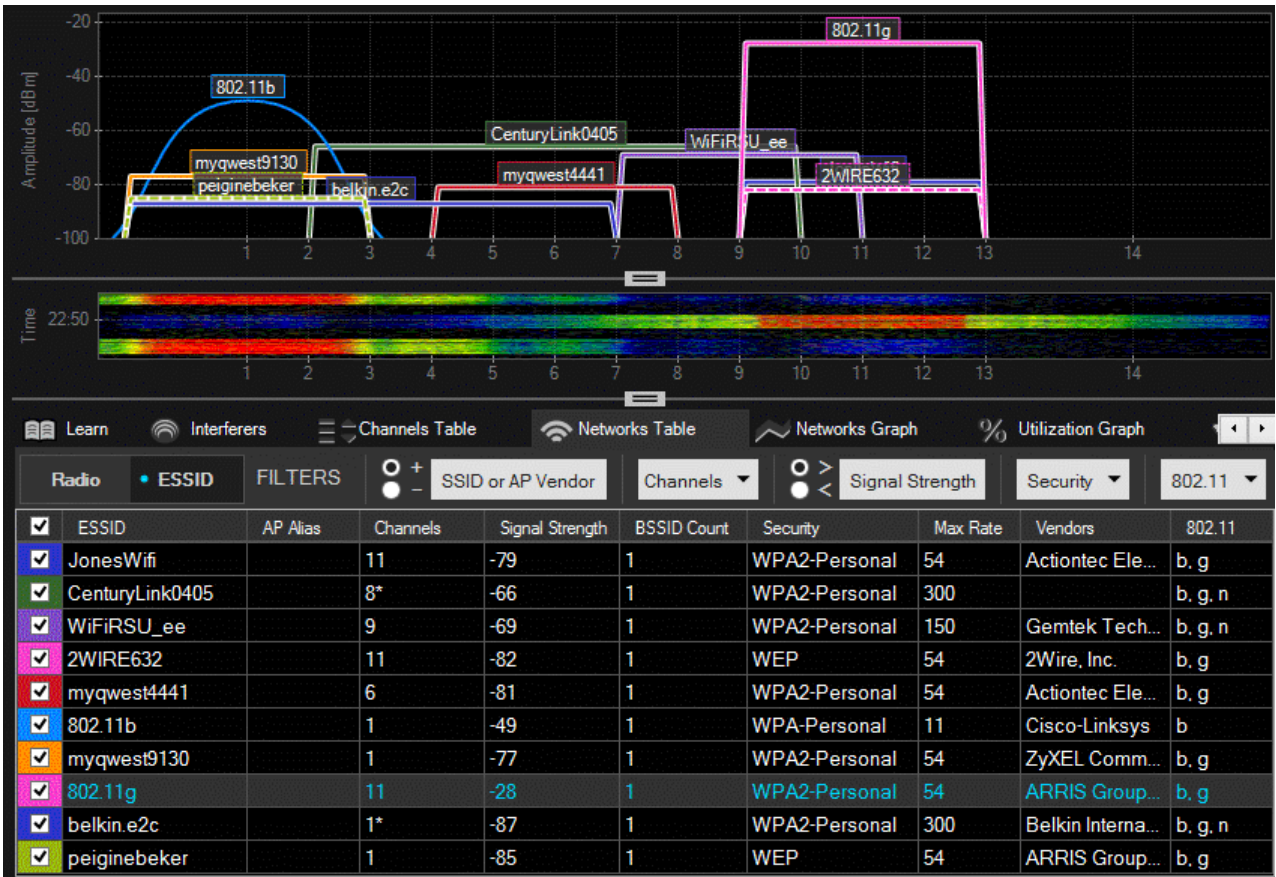 -20
802.11g
-40
802.11b
Amplitude [dBm]
-60
CenturyLink0405
WiFiRSU_ee
myqwest9130
myqwest4441
-80
peiginebeker
belkin.e2c
2WIRE632
-100
1 2 3 4 5 6 7 8 9 10 11 12 13 14
Time
22:50
1 2 3 4 5 6 7 8 9 10 11 12 13 14
Learn Interferers Channels Table Networks Table Networks Graph % Utilization Graph
Radio ESSID FILTERS + − SSID or AP Vendor Channels > < Signal Strength Security 802.11
ESSID AP Alias Channels Signal Strength BSSID Count Security Max Rate Vendors 802.11
JonesWifi 11 -79 1 WPA2-Personal 54 Actiontec Ele... b, g
CenturyLink0405 8* -66 1 WPA2-Personal 300 b, g, n
WiFiRSU_ee 9 -69 1 WPA2-Personal 150 Gemtek Tech... b, g, n
2WIRE632 11 -82 1 WEP 54 2Wire, Inc. b, g
myqwest4441 6 -81 1 WPA2-Personal 54 Actiontec Ele... b, g
802.11b 1 -49 1 WPA-Personal 11 Cisco-Linksys b
myqwest9130 1 -77 1 WPA2-Personal 54 ZyXEL Comm... b, g
802.11g 11 -28 1 WPA2-Personal 54 ARRIS Group... b, g
belkin.e2c 1* -87 1 WPA2-Personal 300 Belkin Interna... b, g, n
peiginebeker 1 -85 1 WEP 54 ARRIS Group... b, g